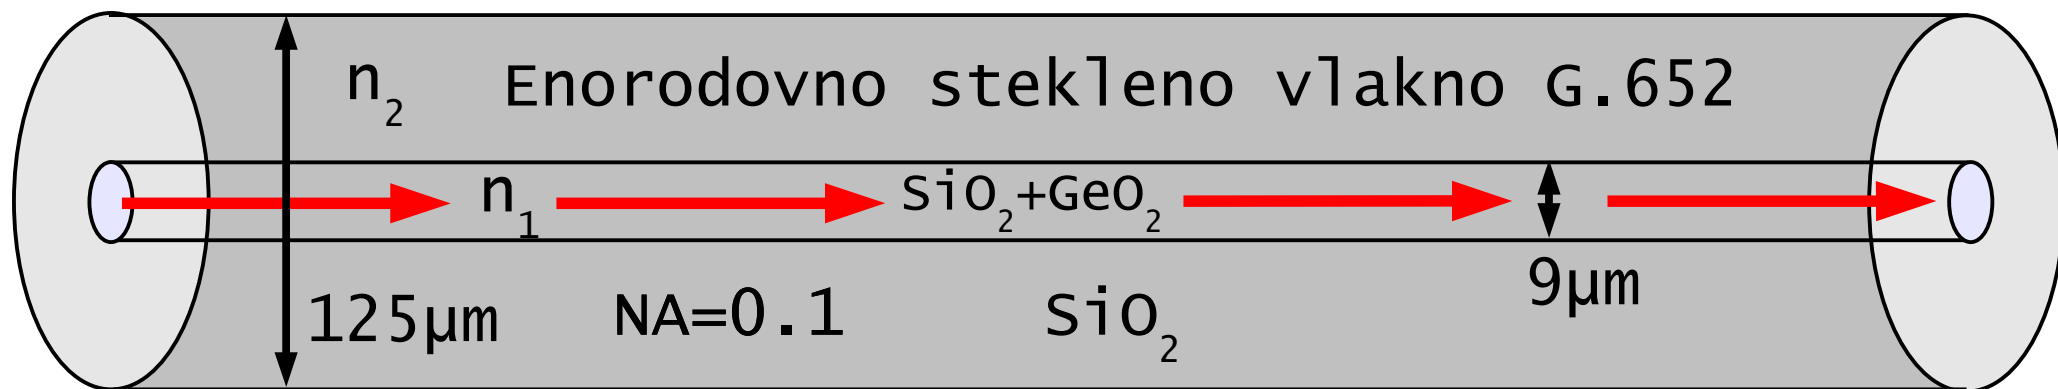 n₂ Enorodovno stekleno vlakno G.652
n₁ SiO₂+GeO₂
9μm
125μm NA=0.1 SiO₂